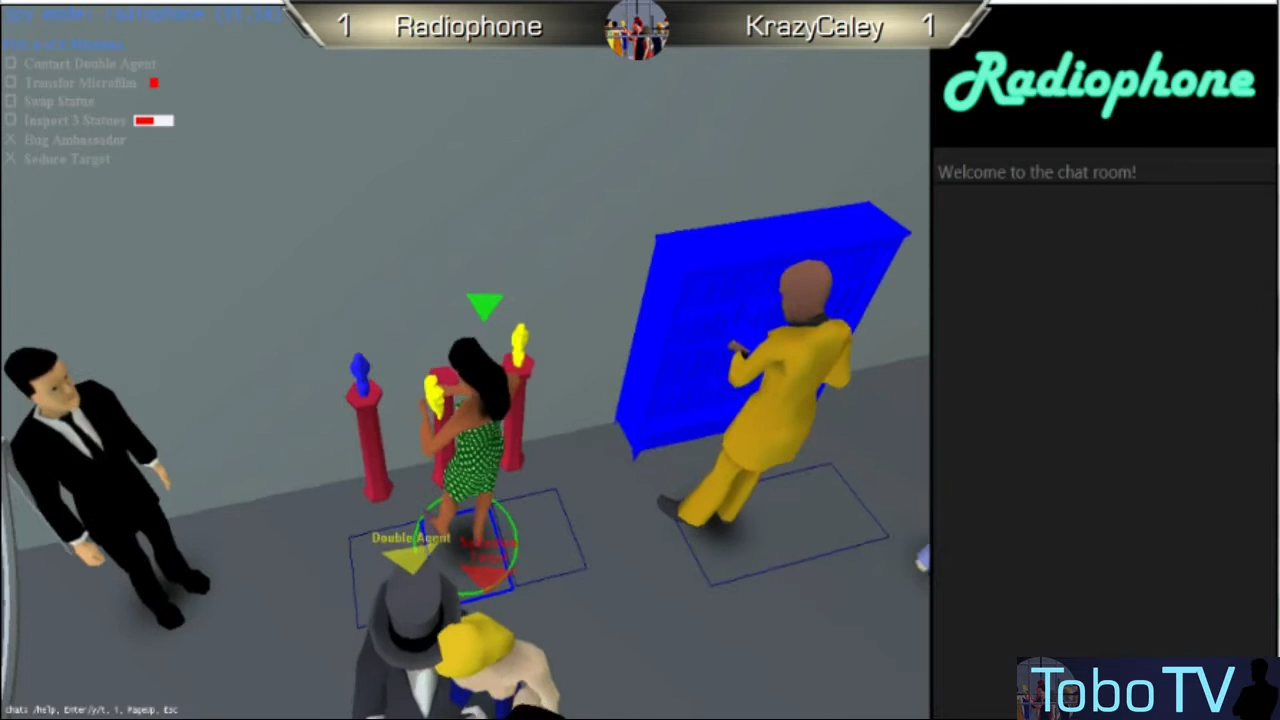 1 Radiophone KrazyCaley 1
Radiophone
Contact Double Agent
Transfer Microfilm
Swap Statue
Inspect 3 Statues
Bug Ambassador
Seduce Target
Welcome to the chat room!
Double Agent
ToboTV